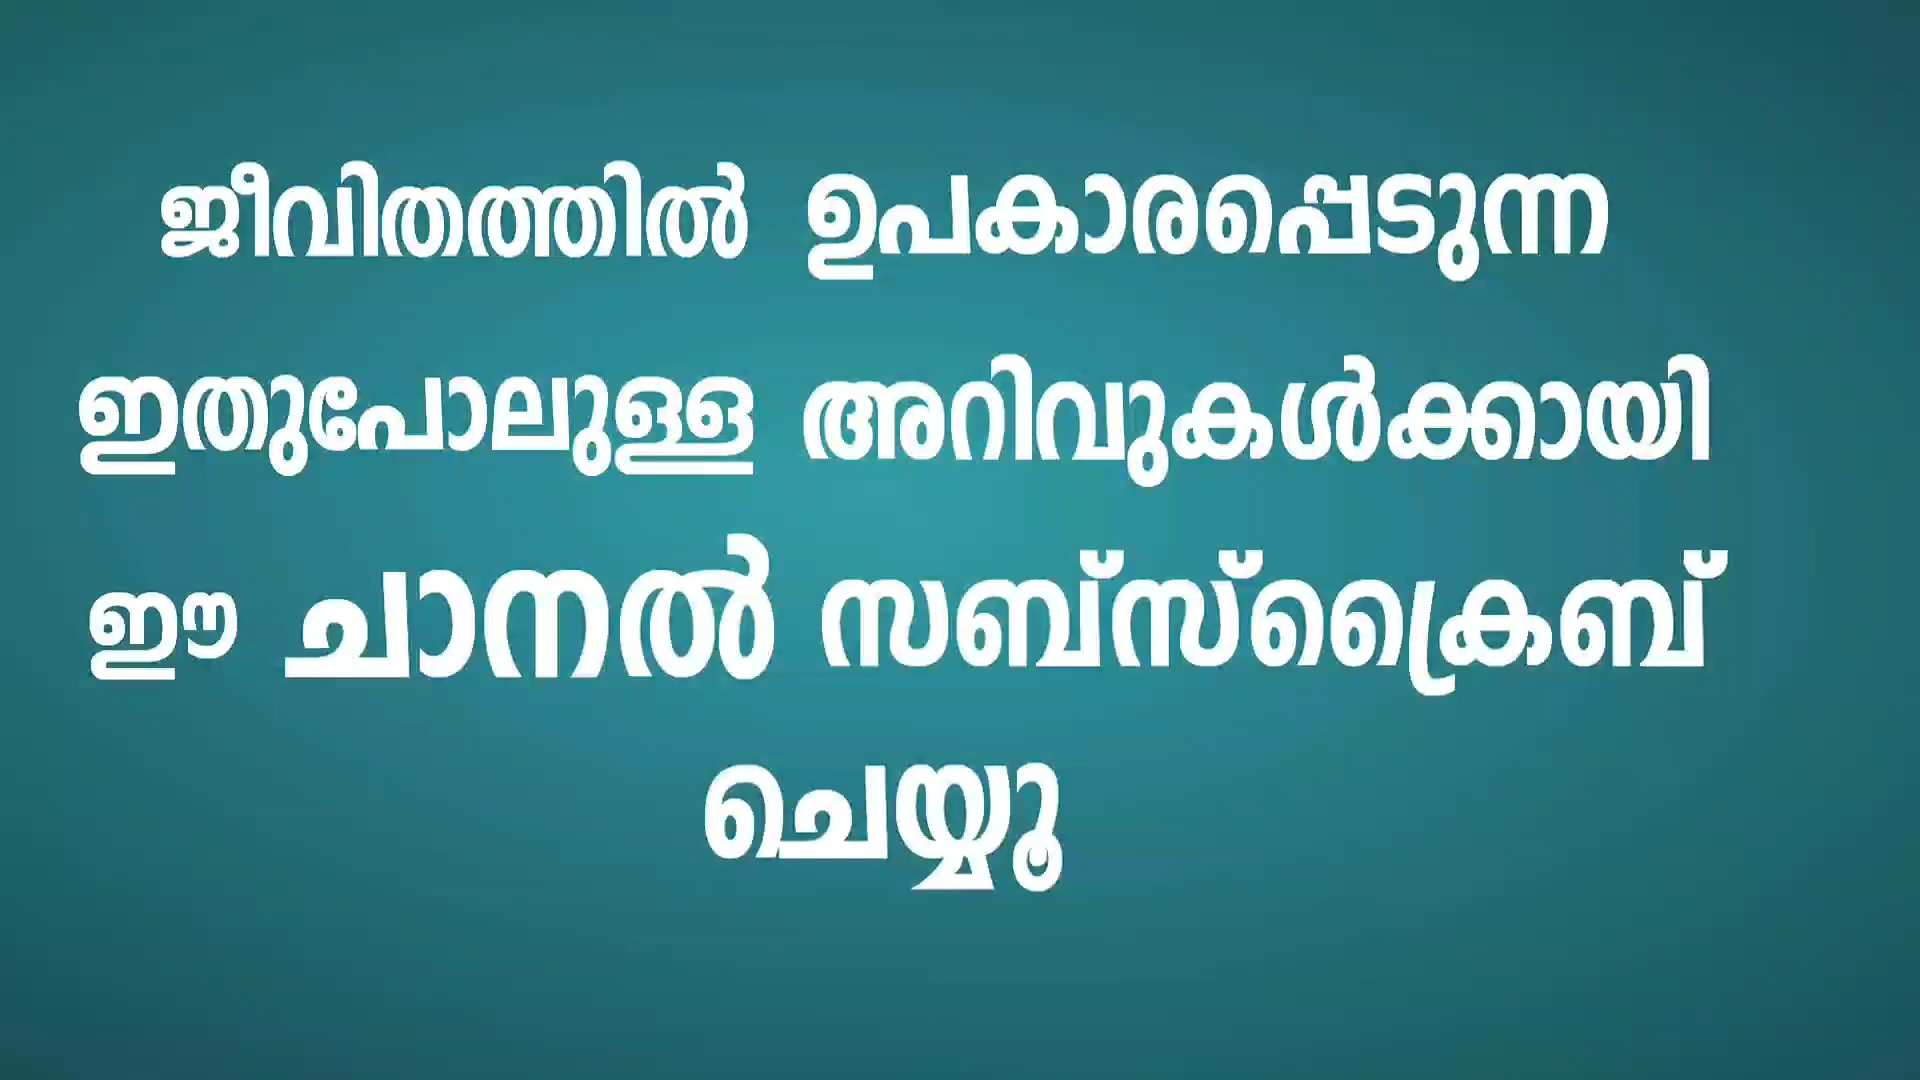 ജീവിതത്തിൽ ഉപകാരപ്പെടുന്ന
ഇതുപോലുള്ള അറിവുകൾക്കായി
ഈ ചാനൽ സബ്സ്ക്രൈബ്
ചെയ്യൂ